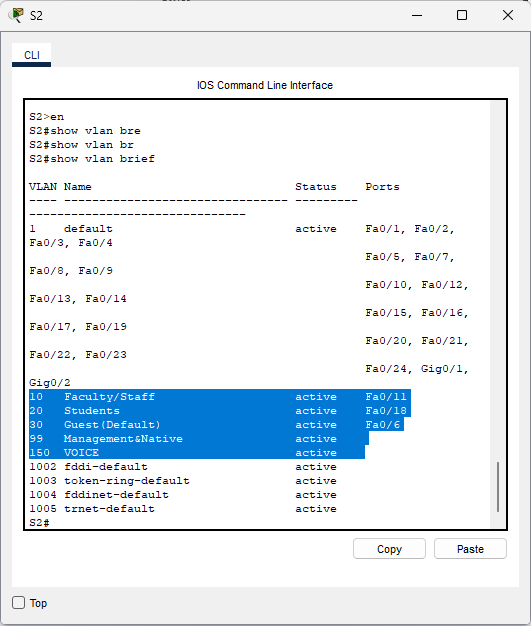 S2
CLI
IOS Command Line Interface
S2>en
S2#show vlan bre
S2#show vlan br
S2#show vlan brief
VLAN Name                             Status    Ports
---- -------------------------------- --------- -------------------------------
1    default                          active    Fa0/1, Fa0/2,
Fa0/3, Fa0/4
                                                Fa0/5, Fa0/7,
Fa0/8, Fa0/9
                                                Fa0/10, Fa0/12,
Fa0/13, Fa0/14
                                                Fa0/15, Fa0/16,
Fa0/17, Fa0/19
                                                Fa0/20, Fa0/21,
Fa0/22, Fa0/23
                                                Fa0/24, Gig0/1,
Gig0/2
10   Faculty/Staff                    active    Fa0/11
20   Students                         active    Fa0/18
30   Guest(Default)                   active    Fa0/6
99   Management&Native                active
150  VOICE                            active
1002 fddi-default                     active
1003 token-ring-default               active
1004 fddinet-default                  active
1005 trnet-default                    active
S2#
Copy Paste
Top